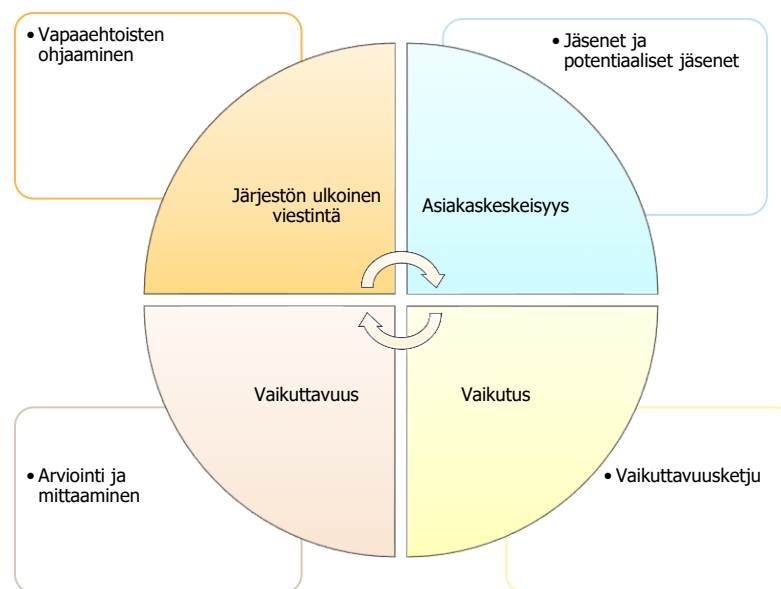 • Vapaaehtoisten
ohjaaminen
• Jäsenet ja
potentiaaliset jäsenet
Järjestön ulkoinen
viestintä
Asiakaskeskeisyys
Vaikuttavuus
Vaikutus
• Arviointi ja
mittaaminen
• Vaikuttavuusketju